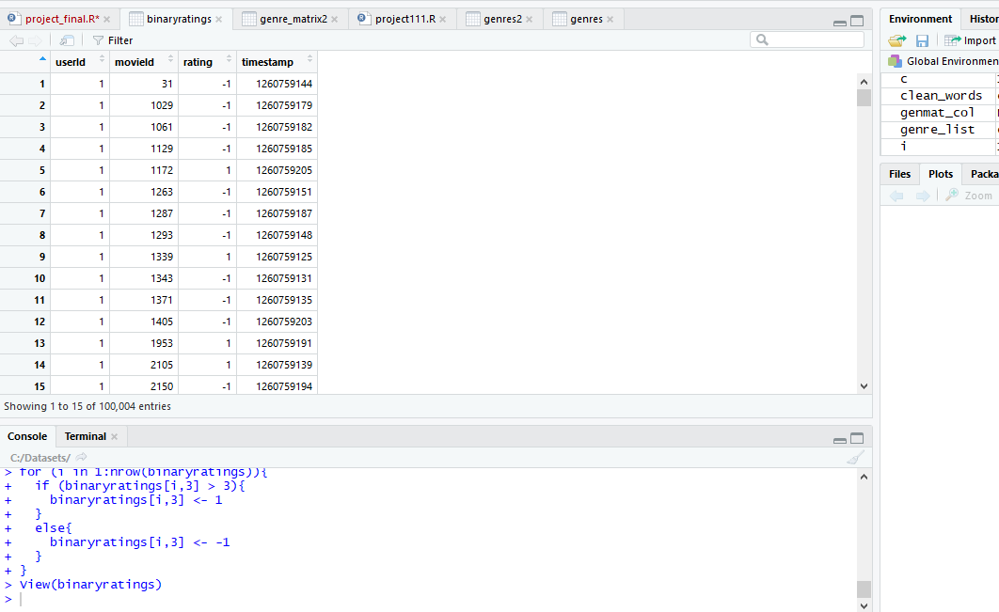 project_final.R* × binaryratings × genre_matrix2 × project111.R × genres2 × genres ×
Filter
userId movieId rating timestamp
1 1 31 -1 1260759144
2 1 1029 -1 1260759179
3 1 1061 -1 1260759182
4 1 1129 -1 1260759185
5 1 1172 1 1260759205
6 1 1263 -1 1260759151
7 1 1287 -1 1260759187
8 1 1293 -1 1260759148
9 1 1339 1 1260759125
10 1 1343 -1 1260759131
11 1 1371 -1 1260759135
12 1 1405 -1 1260759203
13 1 1953 1 1260759191
14 1 2105 1 1260759139
15 1 2150 -1 1260759194
Showing 1 to 15 of 100,004 entries
Console Terminal ×
C:/Datasets/
> for (i in 1:nrow(binaryratings)){
+   if (binaryratings[i,3] > 3){
+     binaryratings[i,3] <- 1
+   }
+   else{
+     binaryratings[i,3] <- -1
+   }
+ }
> View(binaryratings)
>
Environment Histor
Import
Global Environmen
c
clean_words
genmat_col
genre_list
i
Files Plots Packa
Zoom